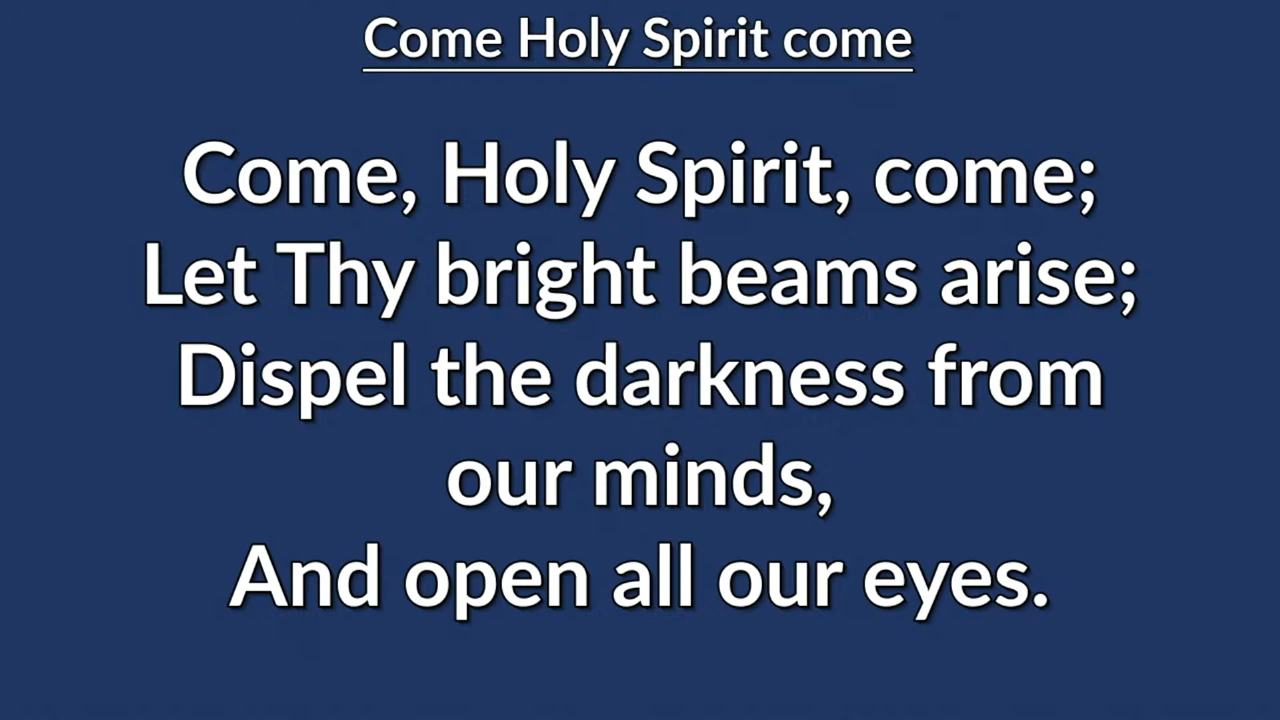 Come Holy Spirit come
Come, Holy Spirit, come;
Let Thy bright beams arise;
Dispel the darkness from
our minds,
And open all our eyes.